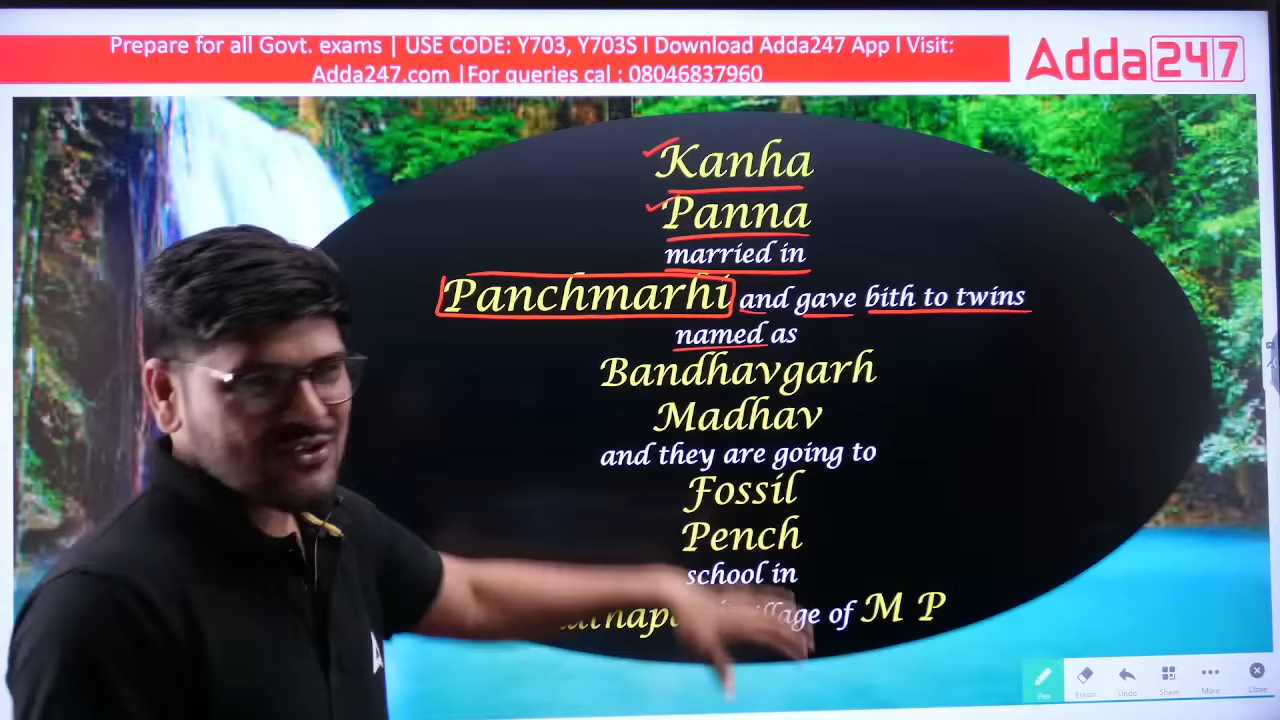 Prepare for all Govt. exams | USE CODE: Y703, Y703S I Download Adda247 App I Visit:
Adda247.com |For queries cal : 08046837960
Adda247
Kanha
Panna
married in
Panchmarhi and gave bith to twins
named as
Bandhavgarh
Madhav
and they are going to
Fossil
Pench
school in
of M P
Pen
Eraser
Undo
Share
More
Close